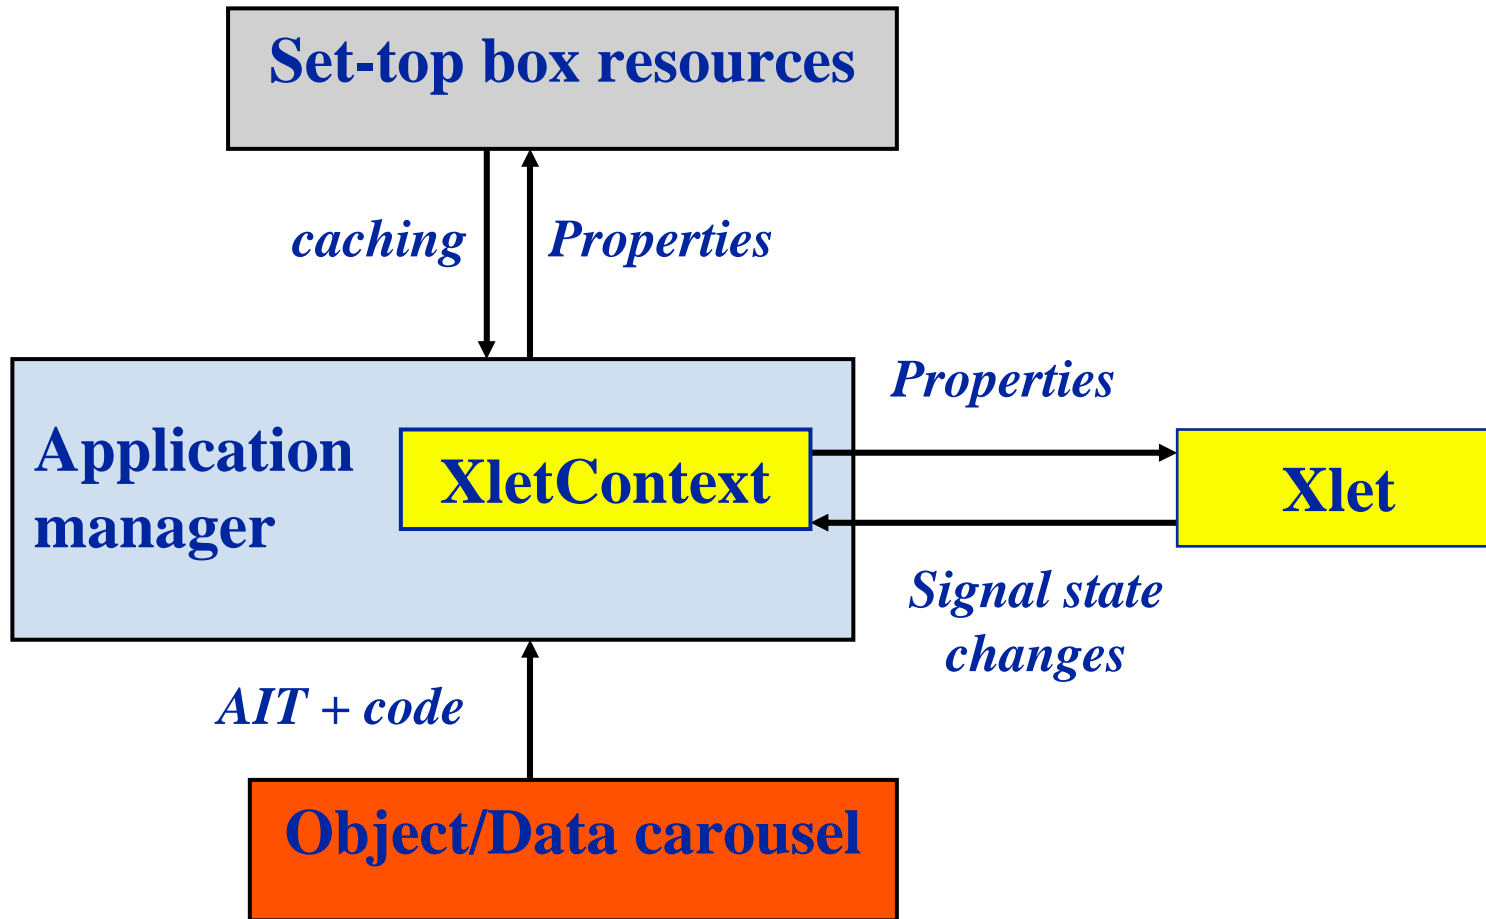 Set-top box resources
caching
Properties
Properties
Application
manager
XletContext
Xlet
Signal state
changes
AIT + code
Object/Data carousel